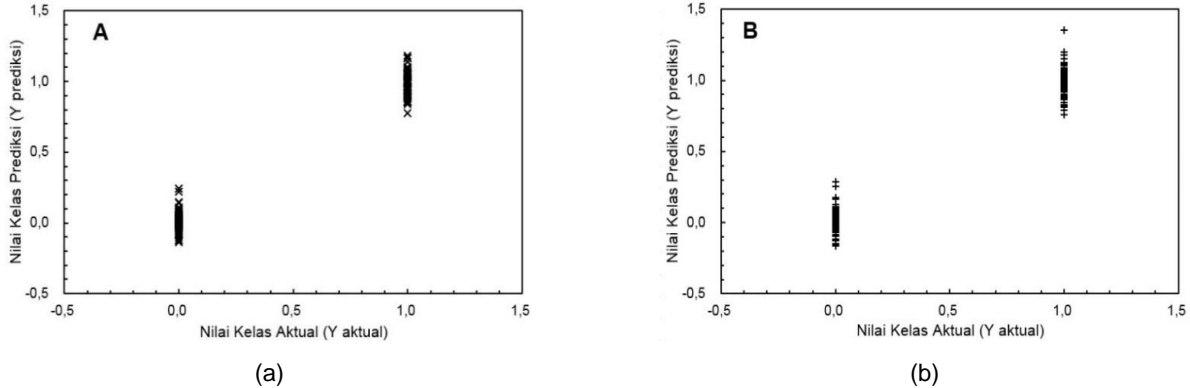 A
Nilai Kelas Prediksi (Y prediksi)
1,5
1,0
0,5
0,0
-0,5
-0,5 0,0 0,5 1,0 1,5
Nilai Kelas Aktual (Y aktual)
(a)
B
Nilai Kelas Prediksi (Y prediksi)
1,5
1,0
0,5
0,0
-0,5
-0,5 0,0 0,5 1,0 1,5
Nilai Kelas Aktual (Y aktual)
(b)